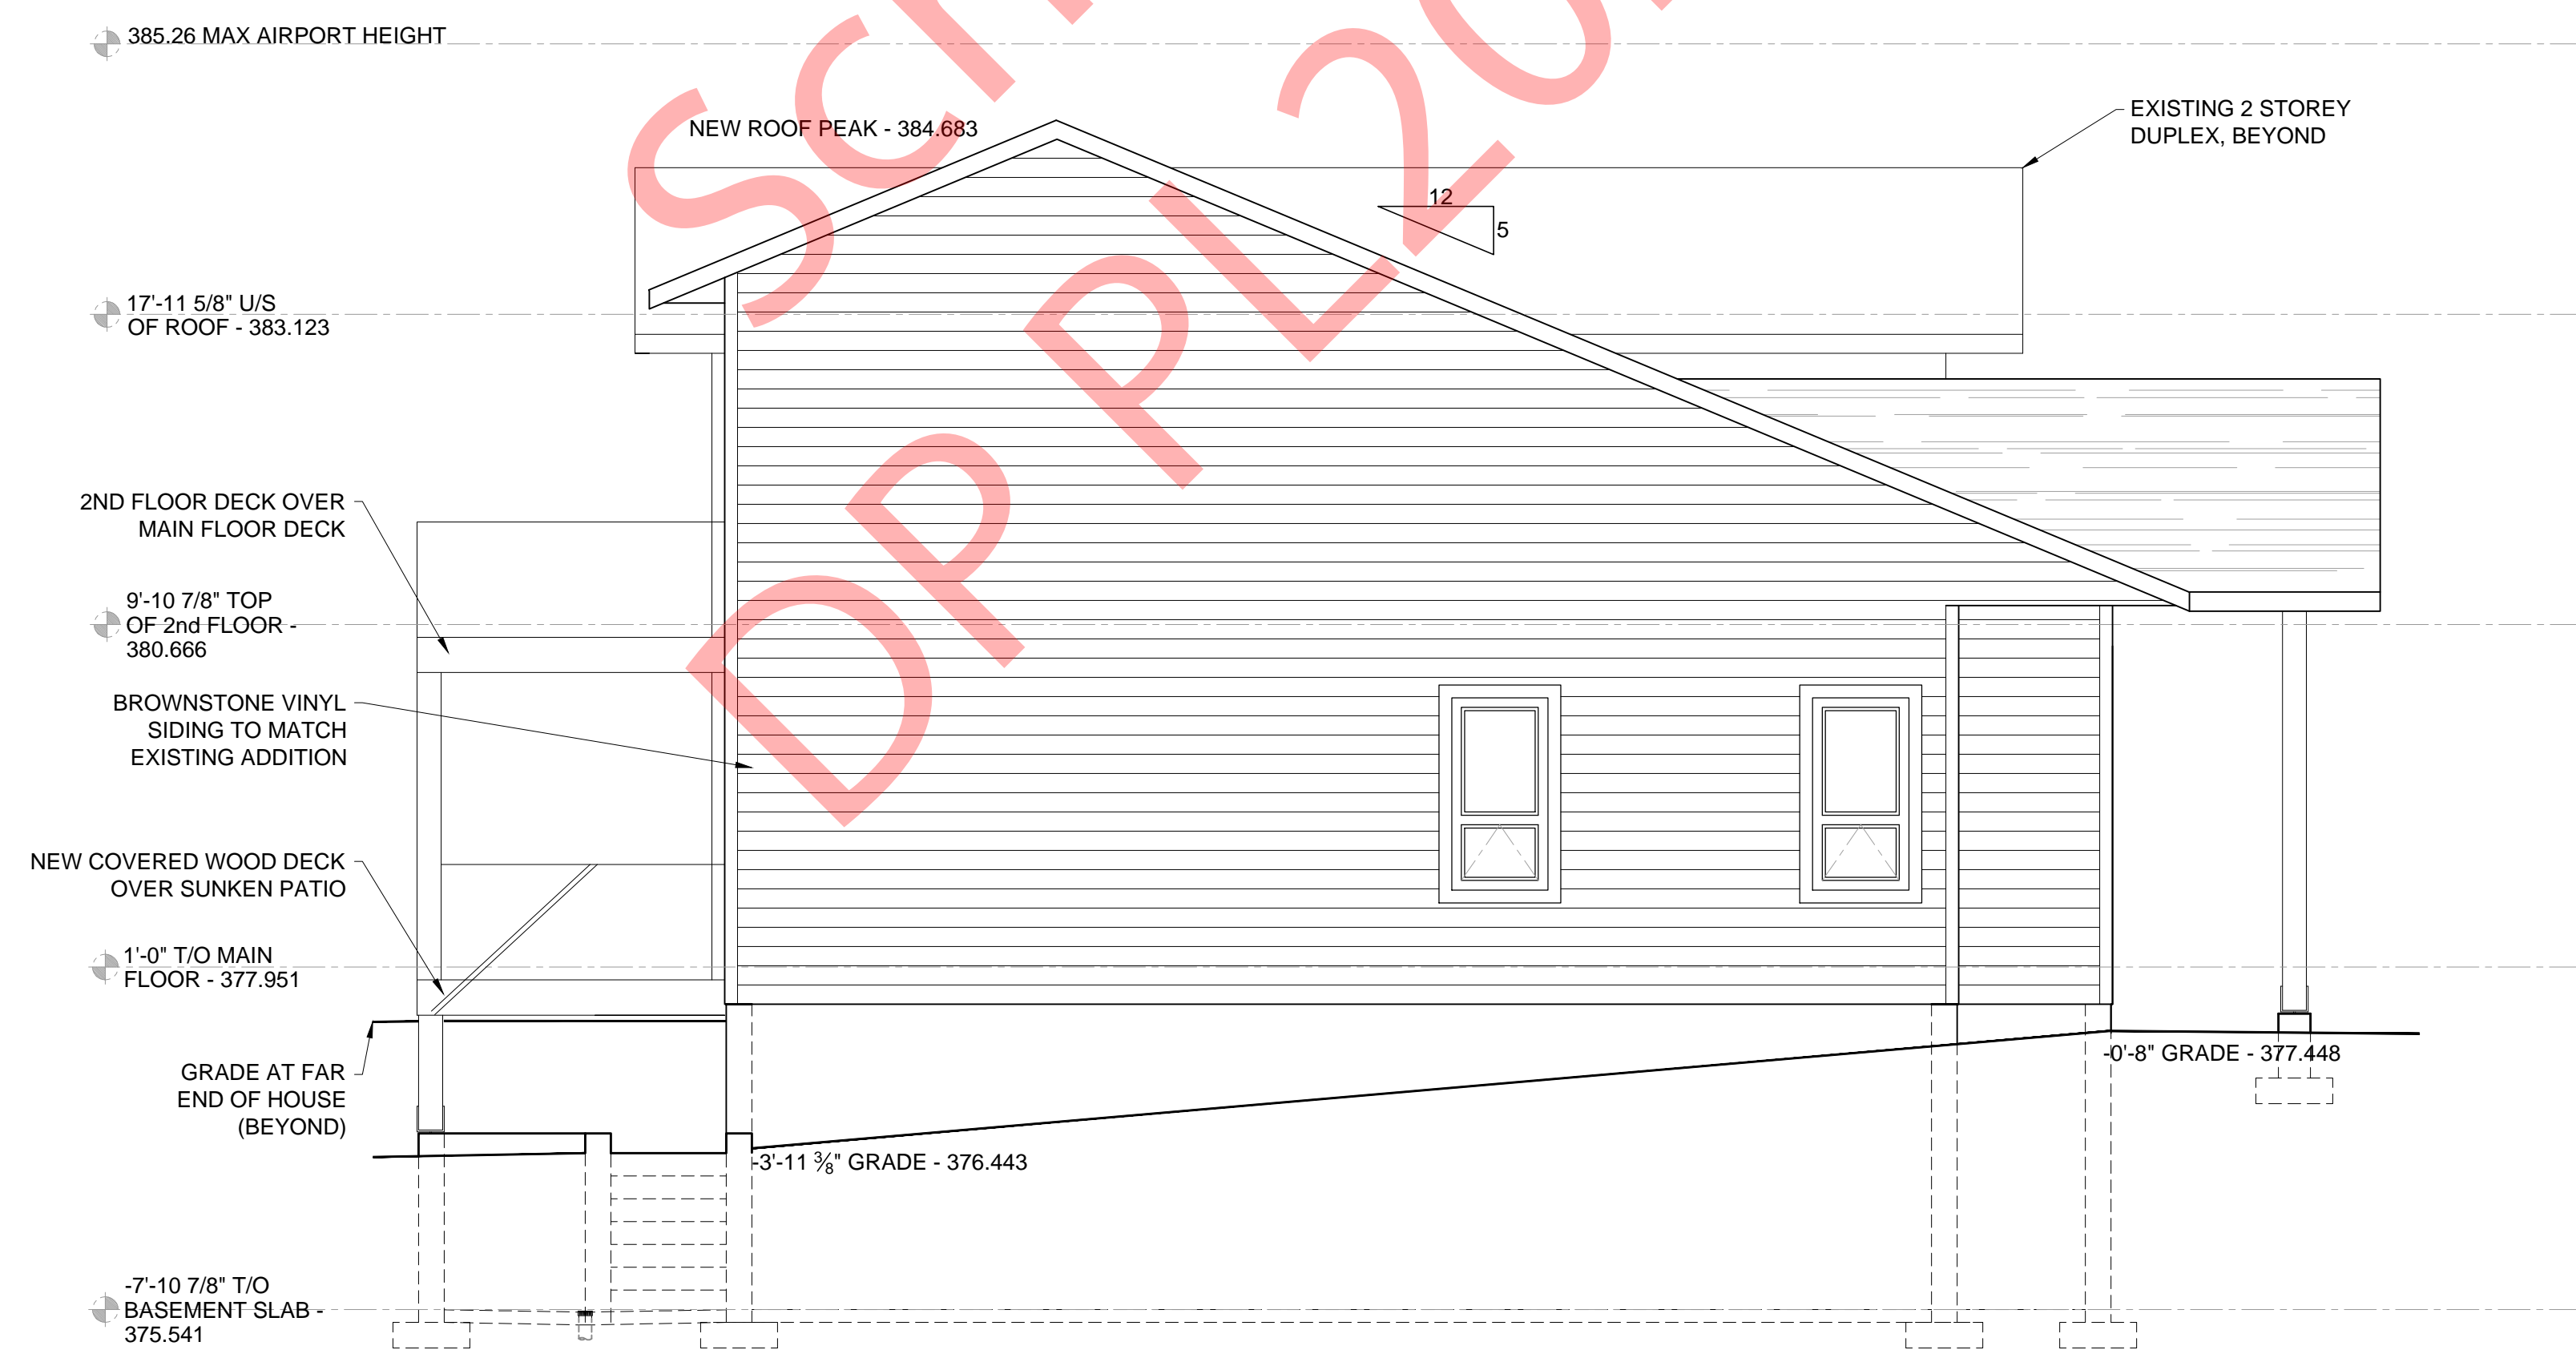 385.26 MAX AIRPORT HEIGHT
NEW ROOF PEAK - 384.683
EXISTING 2 STOREY
DUPLEX, BEYOND
12
5
17'-11 5/8" U/S
OF ROOF - 383.123
2ND FLOOR DECK OVER
MAIN FLOOR DECK
9'-10 7/8" TOP
OF 2nd FLOOR -
380.666
BROWNSTONE VINYL
SIDING TO MATCH
EXISTING ADDITION
NEW COVERED WOOD DECK
OVER SUNKEN PATIO
1'-0" T/O MAIN
FLOOR - 377.951
GRADE AT FAR
END OF HOUSE
(BEYOND)
-0'-8" GRADE - 377.448
-3'-11 3/8" GRADE - 376.443
-7'-10 7/8" T/O
BASEMENT SLAB -
375.541
DP PL20